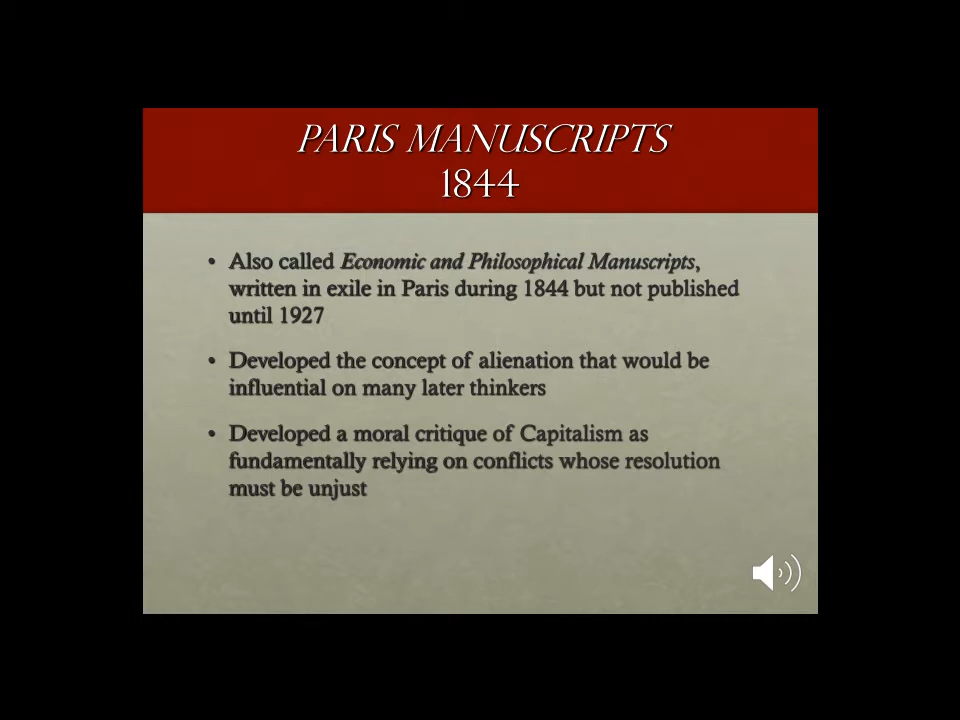 PARIS MANUSCRIPTS
1844
• Also called Economic and Philosophical Manuscripts,
written in exile in Paris during 1844 but not published
until 1927
• Developed the concept of alienation that would be
influential on many later thinkers
• Developed a moral critique of Capitalism as
fundamentally relying on conflicts whose resolution
must be unjust